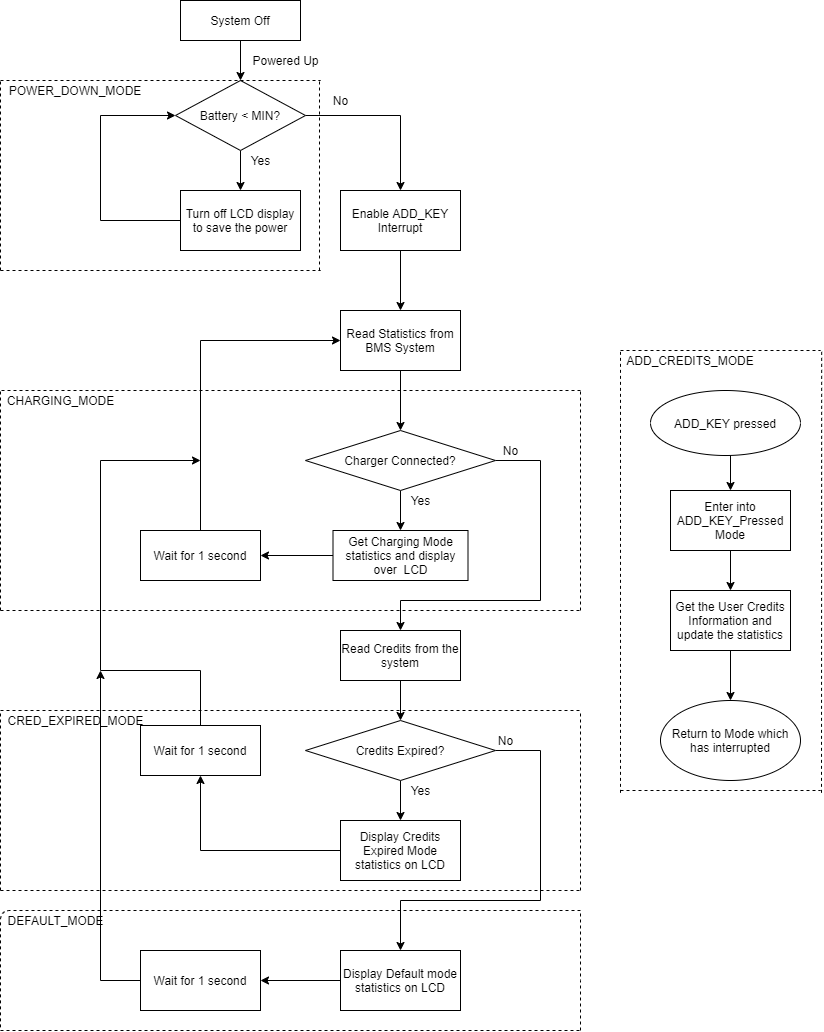 System Off
Powered Up
POWER_DOWN_MODE
Battery < MIN?
No
Yes
Turn off LCD display
to save the power
Enable ADD_KEY
Interrupt
Read Statistics from
BMS System
CHARGING_MODE
Charger Connected?
No
Yes
Get Charging Mode
statistics and display
over LCD
Wait for 1 second
Read Credits from the
system
CRED_EXPIRED_MODE
Wait for 1 second
Credits Expired?
No
Yes
Display Credits
Expired Mode
statistics on LCD
DEFAULT_MODE
Wait for 1 second
Display Default mode
statistics on LCD
ADD_CREDITS_MODE
ADD_KEY pressed
Enter into
ADD_KEY_Pressed
Mode
Get the User Credits
Information and
update the statistics
Return to Mode which
has interrupted